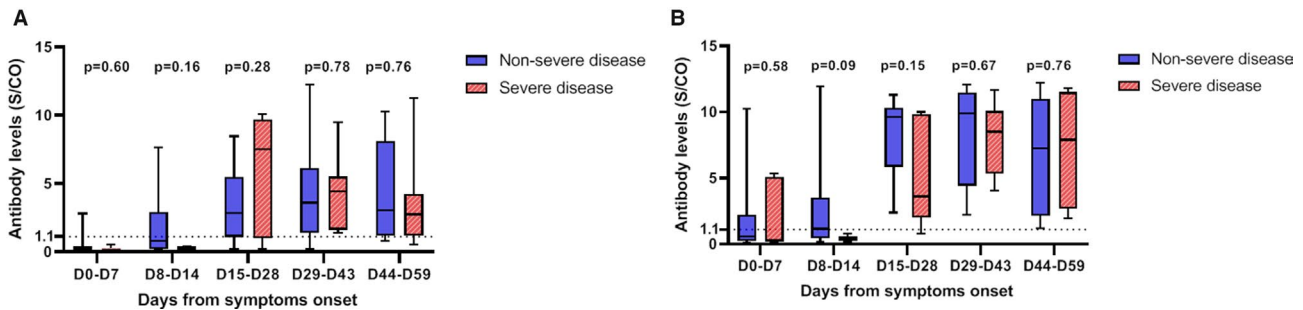 A
15
10
5
1.1
0
Antibody levels (S/CO)
p=0.60 p=0.16 p=0.28 p=0.78 p=0.76
Non-severe disease
Severe disease
D0-D7 D8-D14 D15-D28 D29-D43 D44-D59
Days from symptoms onset
B
15
10
5
1.1
0
Antibody levels (S/CO)
p=0.58 p=0.09 p=0.15 p=0.67 p=0.76
Non-severe disease
Severe disease
D0-D7 D8-D14 D15-D28 D29-D43 D44-D59
Days from symptoms onset